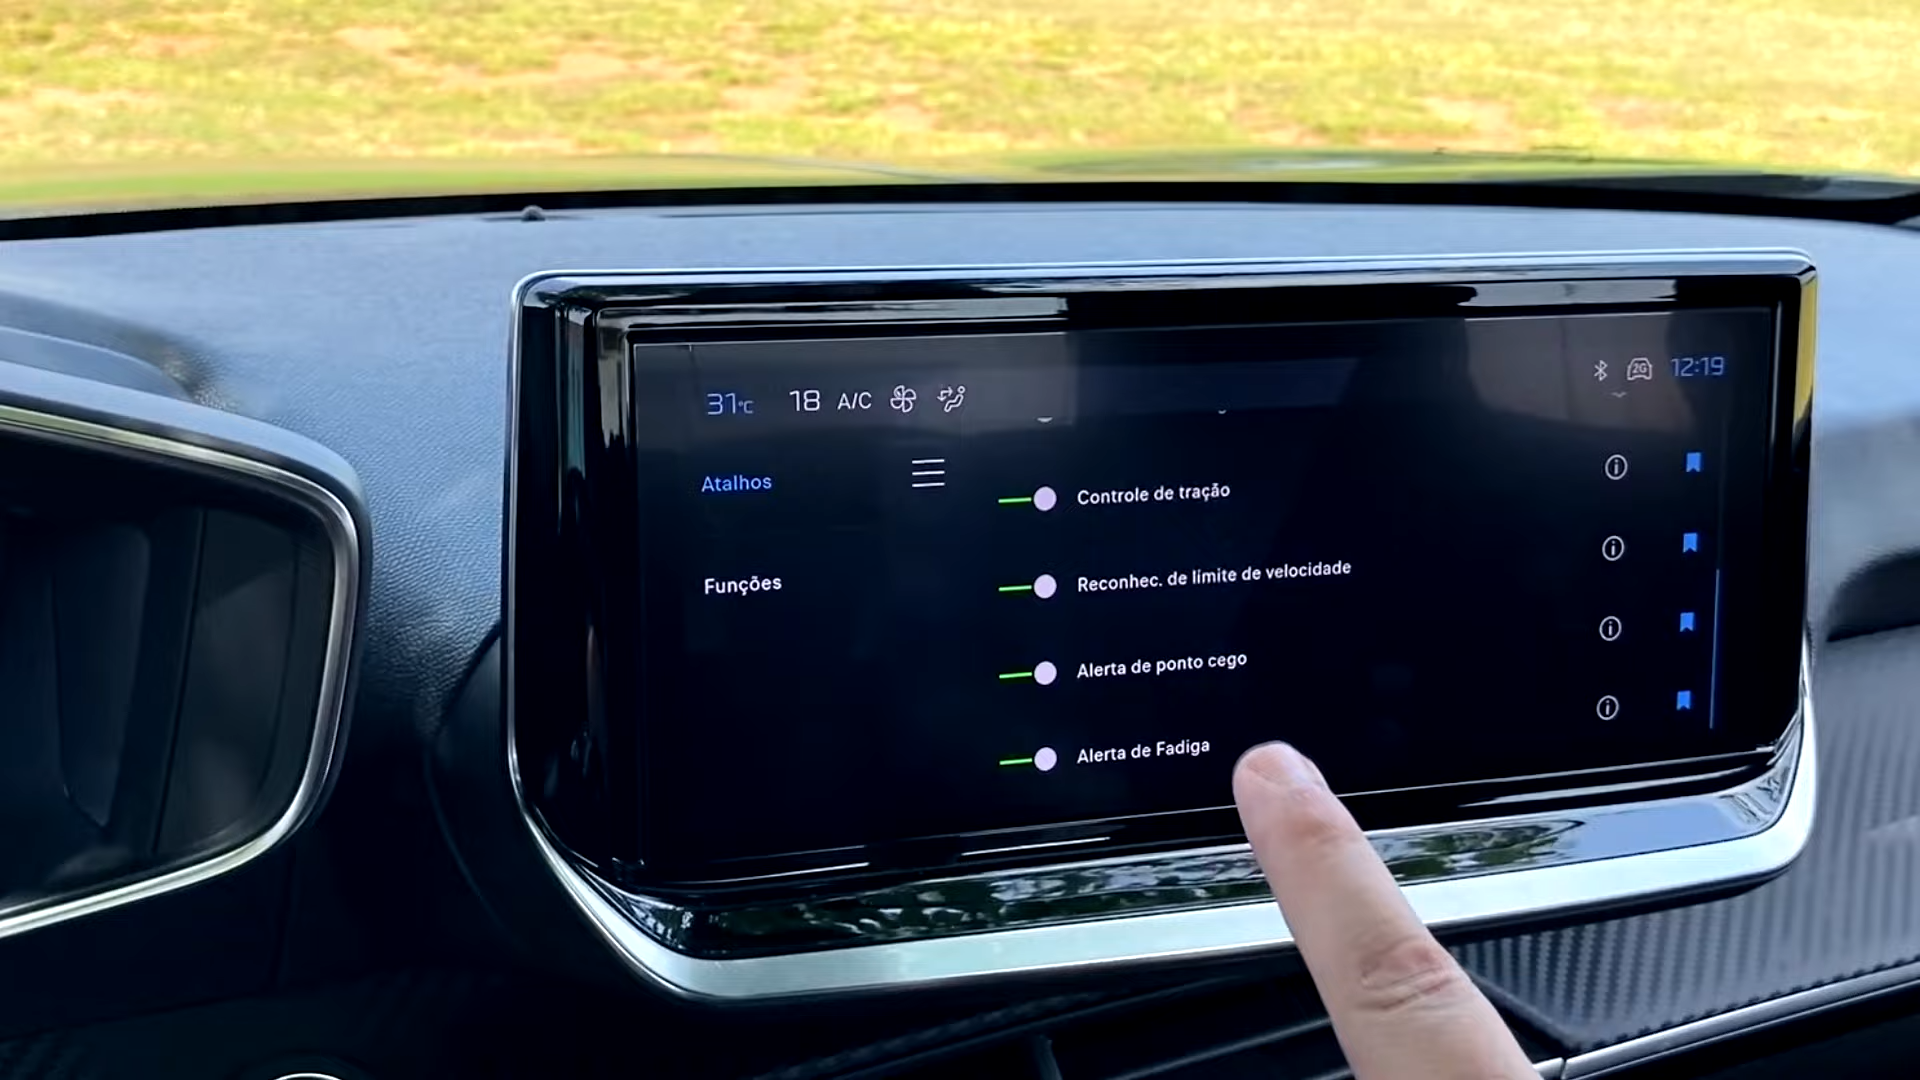 31°C 18 A/C
2G 12:19
Atalhos
Funções
Controle de tração
Reconhec. de limite de velocidade
Alerta de ponto cego
Alerta de Fadiga